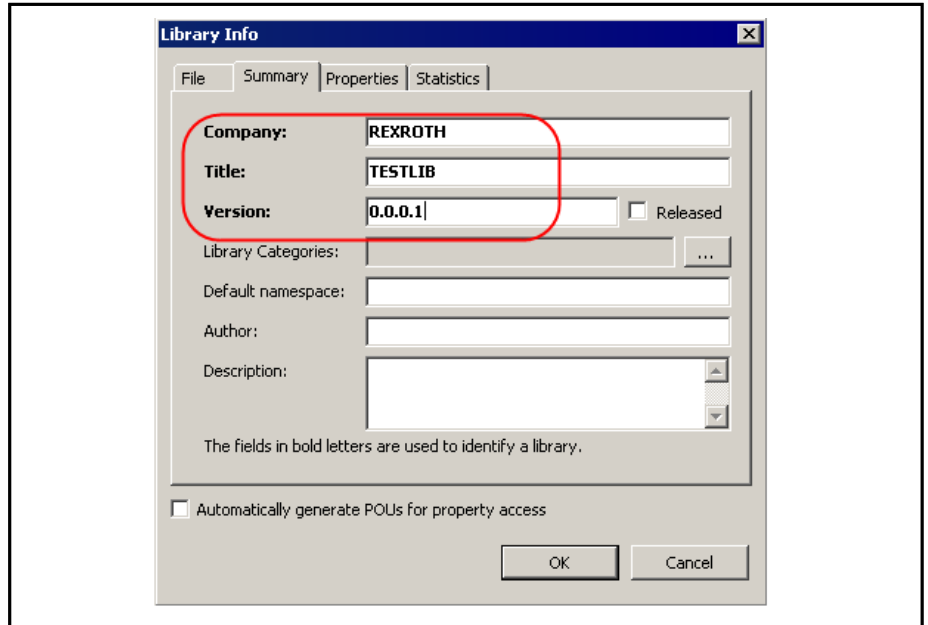 Library Info
File Summary Properties Statistics
Company: REXROTH
Title: TESTLIB
Version: 0.0.0.1 Released
Library Categories: ...
Default namespace:
Author:
Description:
The fields in bold letters are used to identify a library.
Automatically generate POUs for property access
OK Cancel